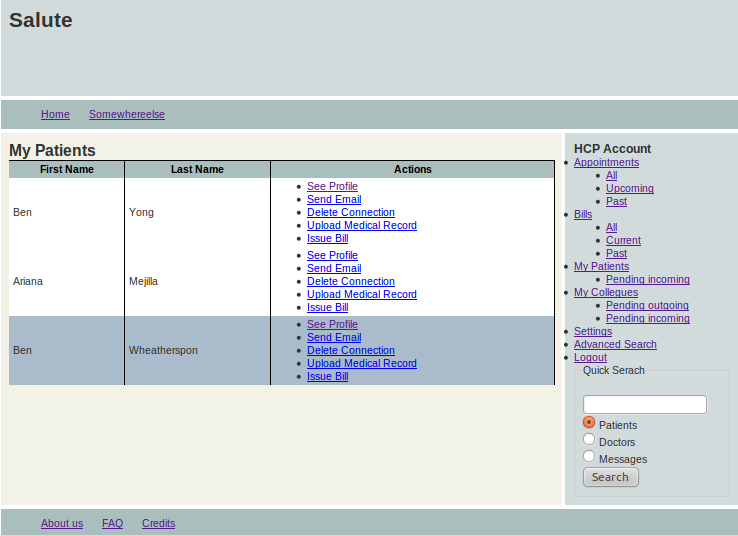 Salute
Home Somewhereelse
My Patients
First Name Last Name Actions
Ben Yong
See Profile
Send Email
Delete Connection
Upload Medical Record
Issue Bill
Ariana Mejilla
See Profile
Send Email
Delete Connection
Upload Medical Record
Issue Bill
Ben Wheatherspon
See Profile
Send Email
Delete Connection
Upload Medical Record
Issue Bill
HCP Account
Appointments
All
Upcoming
Past
Bills
All
Current
Past
My Patients
Pending incoming
My Collegues
Pending outgoing
Pending incoming
Settings
Advanced Search
Logout
Quick Serach
Patients
Doctors
Messages
Search
About us FAQ Credits